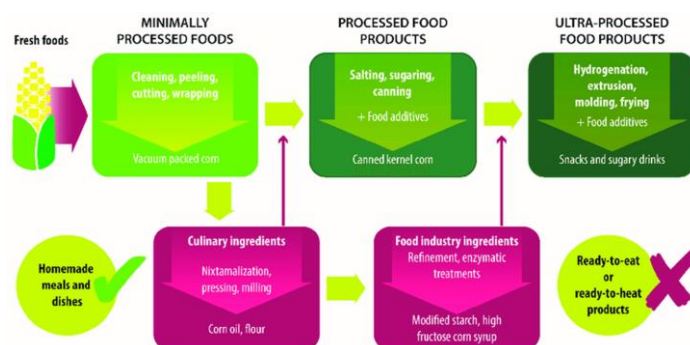 Fresh foods
MINIMALLY
PROCESSED FOODS
Cleaning, peeling,
cutting, wrapping
Vacuum packed corn
PROCESSED FOOD
PRODUCTS
Salting, sugaring,
canning
+ Food additives
Canned kernel corn
ULTRA-PROCESSED
FOOD PRODUCTS
Hydrogenation,
extrusion,
molding, frying
+ Food additives
Snacks and sugary drinks
Homemade
meals and
dishes
Culinary ingredients
Nixtamalization,
pressing, milling
Corn oil, flour
Food industry ingredients
Refinement, enzymatic
treatments
Modified starch, high
fructose corn syrup
Ready-to-eat
or
ready-to-heat
products